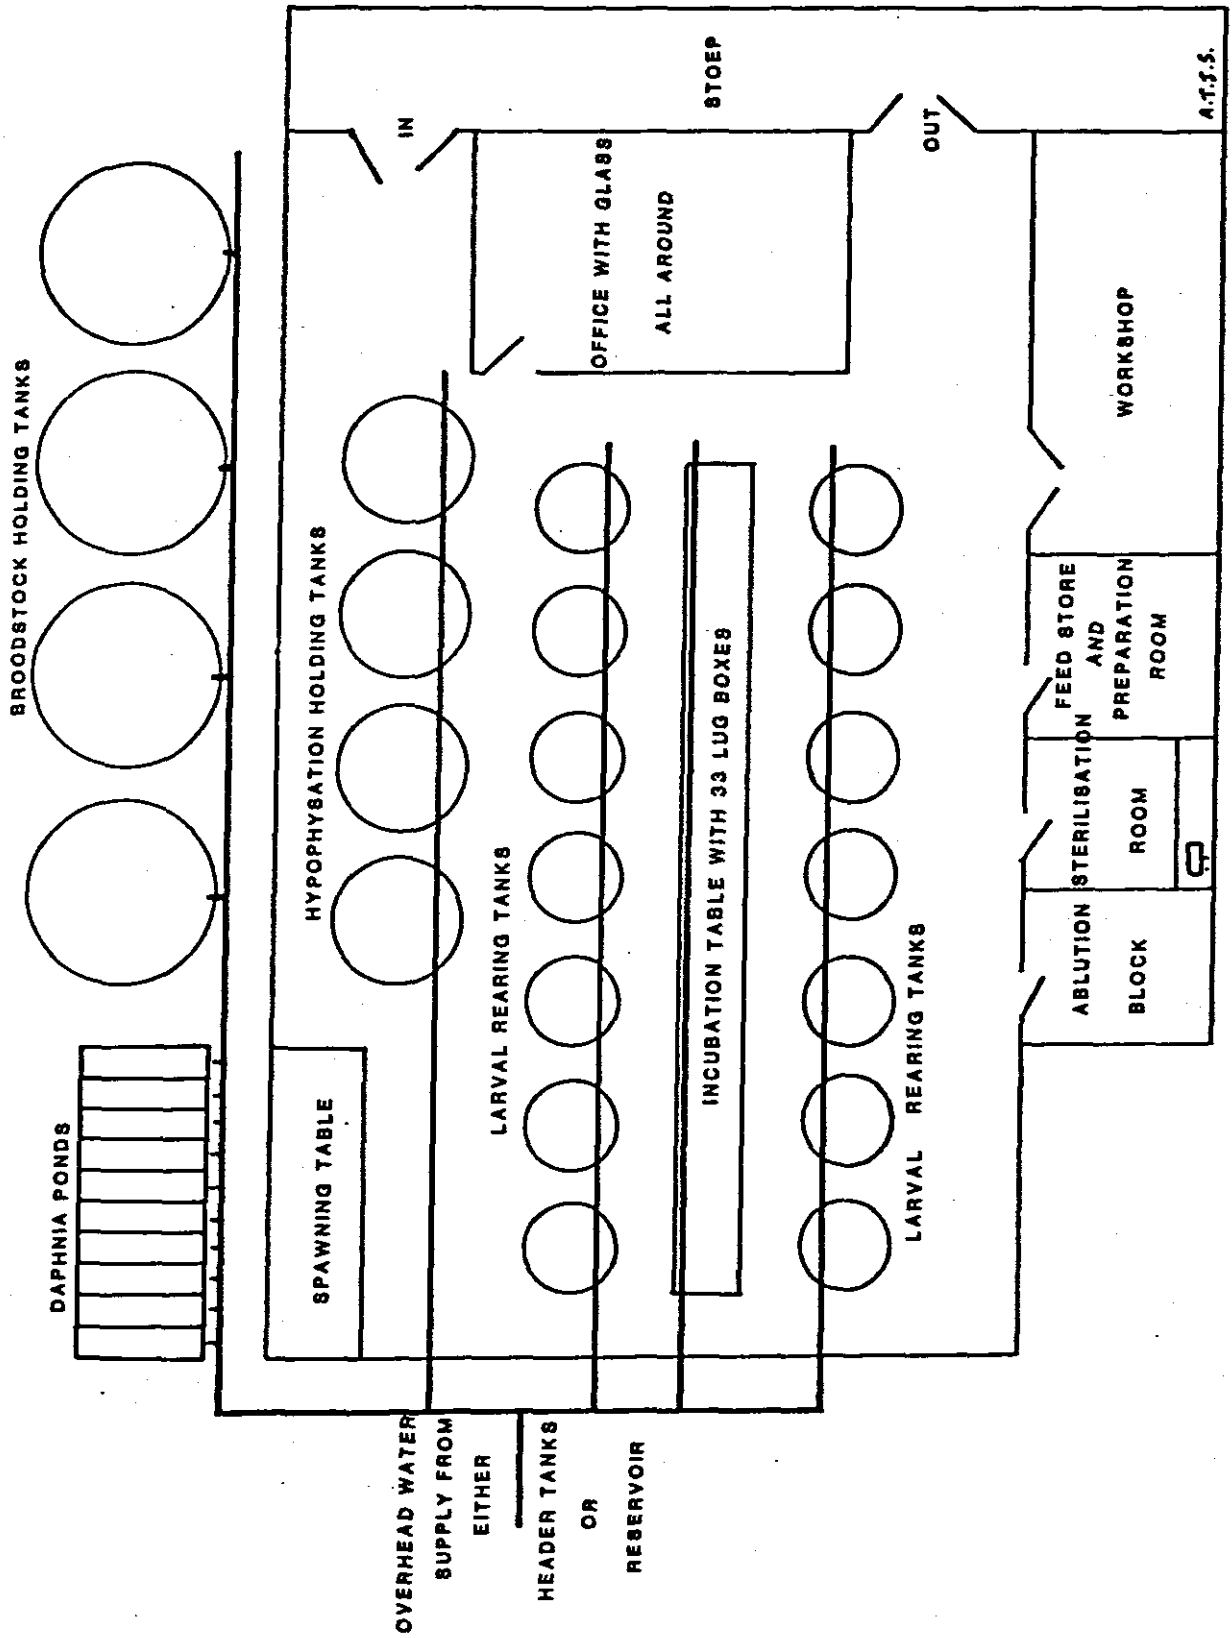 BROODSTOCK HOLDING TANKS
DAPHNIA PONDS
HYPOPHYSATION HOLDING TANKS
SPAWNING TABLE
IN
STOEP
OFFICE WITH GLASS
ALL AROUND
LARVAL REARING TANKS
INCUBATION TABLE WITH 33 LUG BOXES
LARVAL REARING TANKS
OVERHEAD WATER
SUPPLY FROM
EITHER
HEADER TANKS
OR
RESERVOIR
OUT
ABLUTION
BLOCK
STERILISATION
ROOM
FEED STORE
AND
PREPARATION
ROOM
WORKSHOP
A.T.J.S.